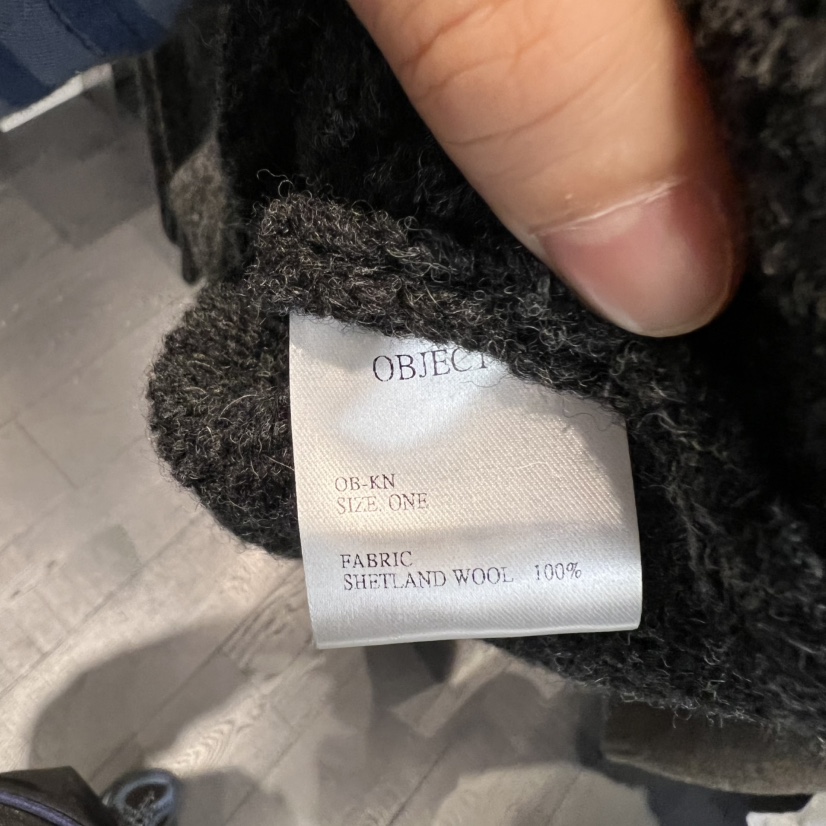 OBJECT
OB-KN
SIZE. ONE
FABRIC
SHETLAND WOOL 100%